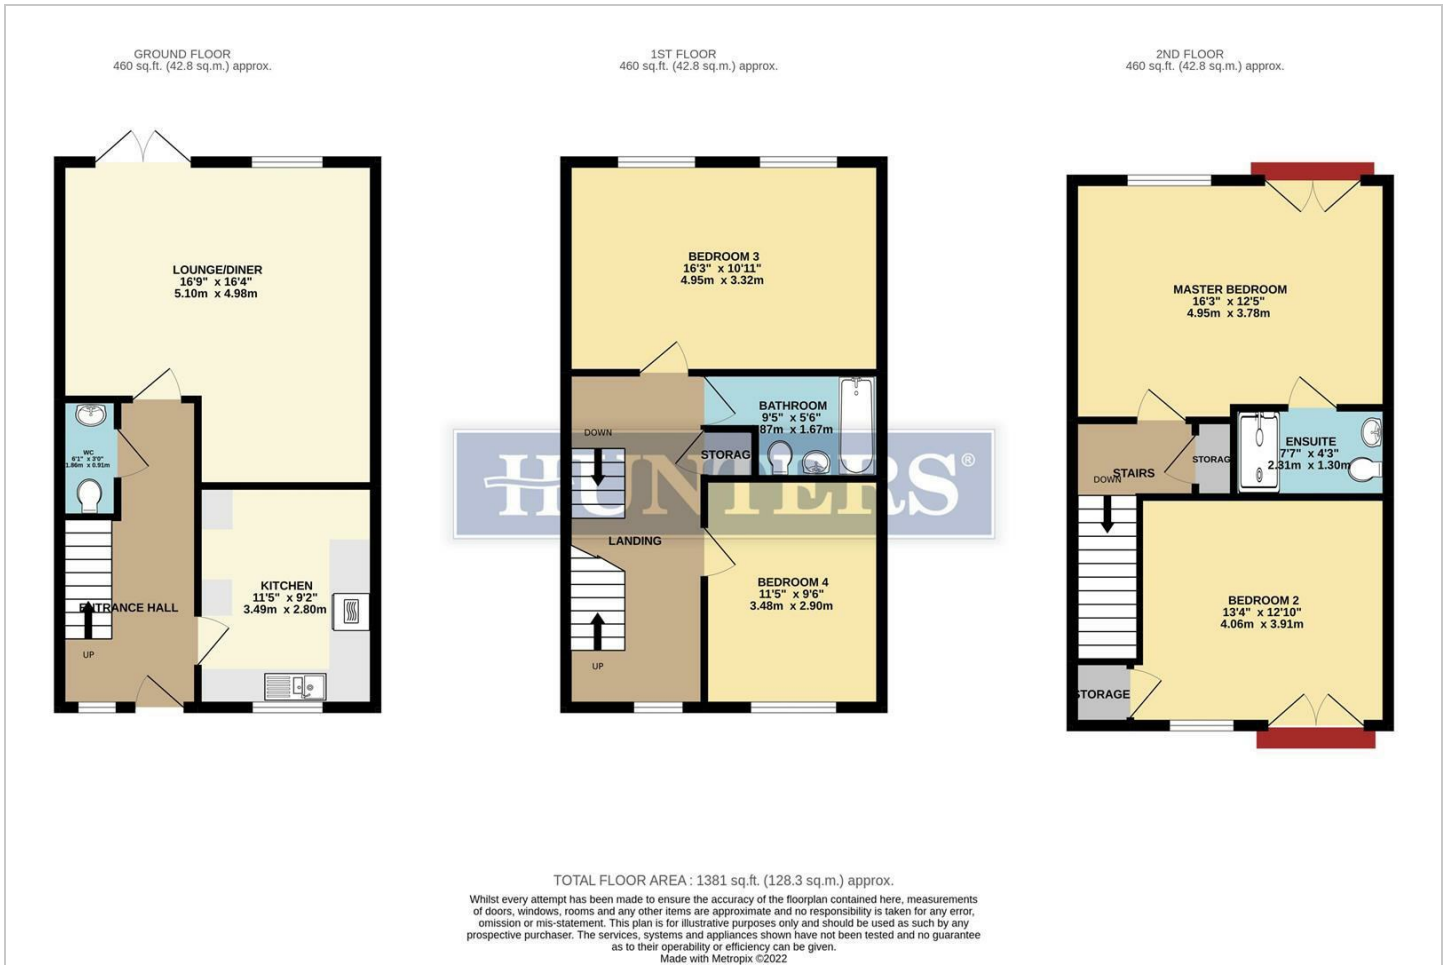 GROUND FLOOR
460 sq.ft. (42.8 sq.m.) approx.
1ST FLOOR
460 sq.ft. (42.8 sq.m.) approx.
2ND FLOOR
460 sq.ft. (42.8 sq.m.) approx.
LOUNGE/DINER
16'9" x 16'4"
5.10m x 4.98m
WC
6'1" x 3'0"
1.86m x 0.91m
KITCHEN
11'5" x 9'2"
3.49m x 2.80m
ENTRANCE HALL
UP
BEDROOM 3
16'3" x 10'11"
4.95m x 3.32m
BATHROOM
9'5" x 5'6"
87m x 1.67m
DOWN
STORAG
HUNTERS®
LANDING
BEDROOM 4
11'5" x 9'6"
3.48m x 2.90m
UP
MASTER BEDROOM
16'3" x 12'5"
4.95m x 3.78m
ENSUITE
7'7" x 4'3"
2.31m x 1.30m
STORAG
STAIRS
DOWN
BEDROOM 2
13'4" x 12'10"
4.06m x 3.91m
STORAGE
TOTAL FLOOR AREA : 1381 sq.ft. (128.3 sq.m.) approx.
Whilst every attempt has been made to ensure the accuracy of the floorplan contained here, measurements
of doors, windows, rooms and any other items are approximate and no responsibility is taken for any error,
omission or mis-statement. This plan is for illustrative purposes only and should be used as such by any
prospective purchaser. The services, systems and appliances shown have not been tested and no guarantee
as to their operability or efficiency can be given.
Made with Metropix ©2022